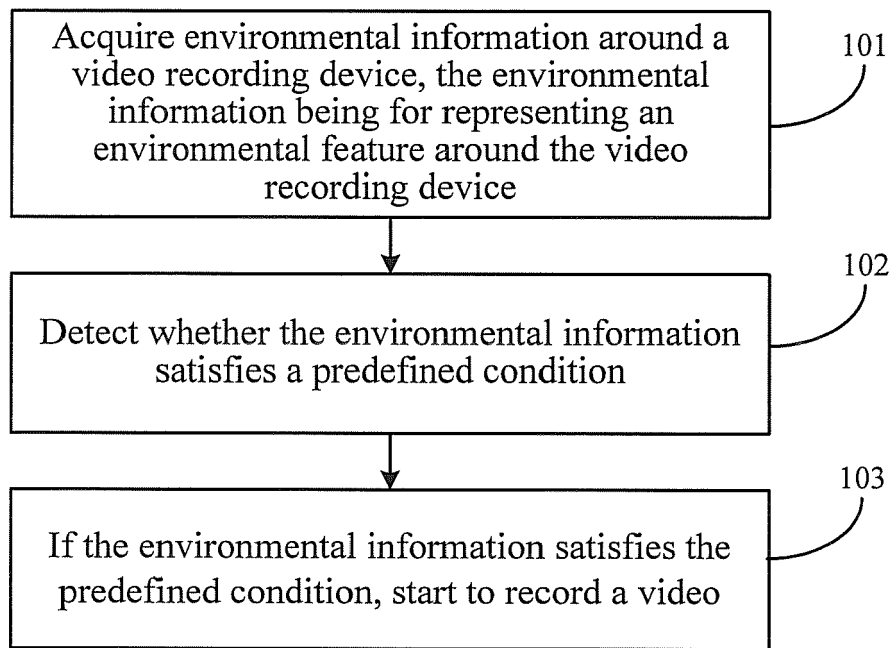 Acquire environmental information around a
video recording device, the environmental
information being for representing an
environmental feature around the video
recording device
101
Detect whether the environmental information
satisfies a predefined condition
102
If the environmental information satisfies the
predefined condition, start to record a video
103